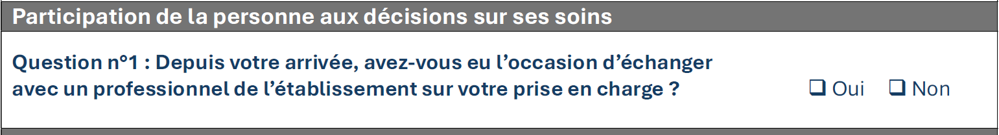 Participation de la personne aux décisions sur ses soins
Question n°1 : Depuis votre arrivée, avez-vous eu l’occasion d’échanger
avec un professionnel de l’établissement sur votre prise en charge ? ❑ Oui ❑ Non